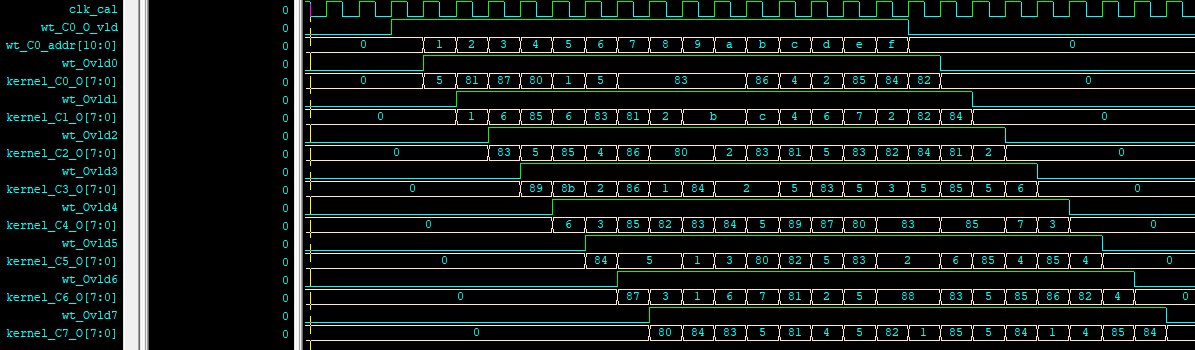 clk_cal 0
wt_C0_O_vld 0
wt_C0_addr[10:0] 0 0 1 2 3 4 5 6 7 8 9 a b c d e f 0
wt_Ovld0 0
kernel_C0_O[7:0] 0 0 5 81 87 80 1 5 83 86 4 2 85 84 82 0
wt_Ovld1 0
kernel_C1_O[7:0] 0 0 1 6 85 6 83 81 2 b c 4 6 7 2 82 84 0
wt_Ovld2 0
kernel_C2_O[7:0] 0 0 83 5 85 4 86 80 2 83 81 5 83 82 84 81 2 0
wt_Ovld3 0
kernel_C3_O[7:0] 0 0 89 8b 2 86 1 84 2 5 83 5 3 5 85 5 6 0
wt_Ovld4 0
kernel_C4_O[7:0] 0 0 6 3 85 82 83 84 5 89 87 80 83 85 7 3 0
wt_Ovld5 0
kernel_C5_O[7:0] 0 0 84 5 1 3 80 82 5 83 2 6 85 4 85 4 0
wt_Ovld6 0
kernel_C6_O[7:0] 0 0 87 3 1 6 7 81 2 5 88 83 5 85 86 82 4 0
wt_Ovld7 0
kernel_C7_O[7:0] 0 0 80 84 83 5 81 4 5 82 1 85 5 84 1 4 85 84